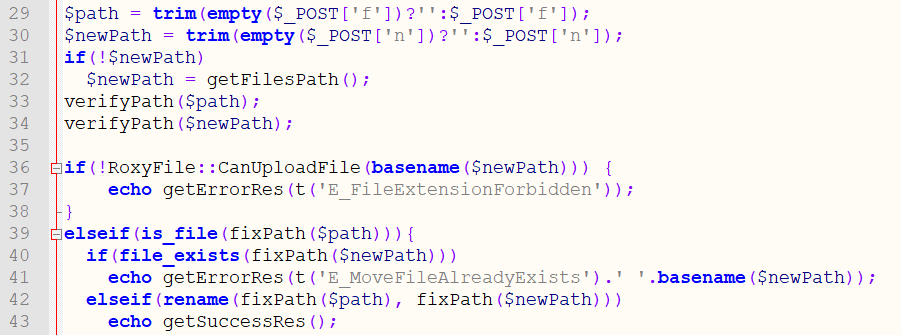 29 $path = trim(empty($_POST['f'])?'':$_POST['f']);
30 $newPath = trim(empty($_POST['n'])?'':$_POST['n']);
31 if(!$newPath)
32   $newPath = getFilesPath();
33 verifyPath($path);
34 verifyPath($newPath);
35
36 if(!RoxyFile::CanUploadFile(basename($newPath))) {
37     echo getErrorRes(t('E_FileExtensionForbidden'));
38 }
39 elseif(is_file(fixPath($path))){
40   if(file_exists(fixPath($newPath)))
41     echo getErrorRes(t('E_MoveFileAlreadyExists').' '.basename($newPath));
42   elseif(rename(fixPath($path), fixPath($newPath)))
43     echo getSuccessRes();